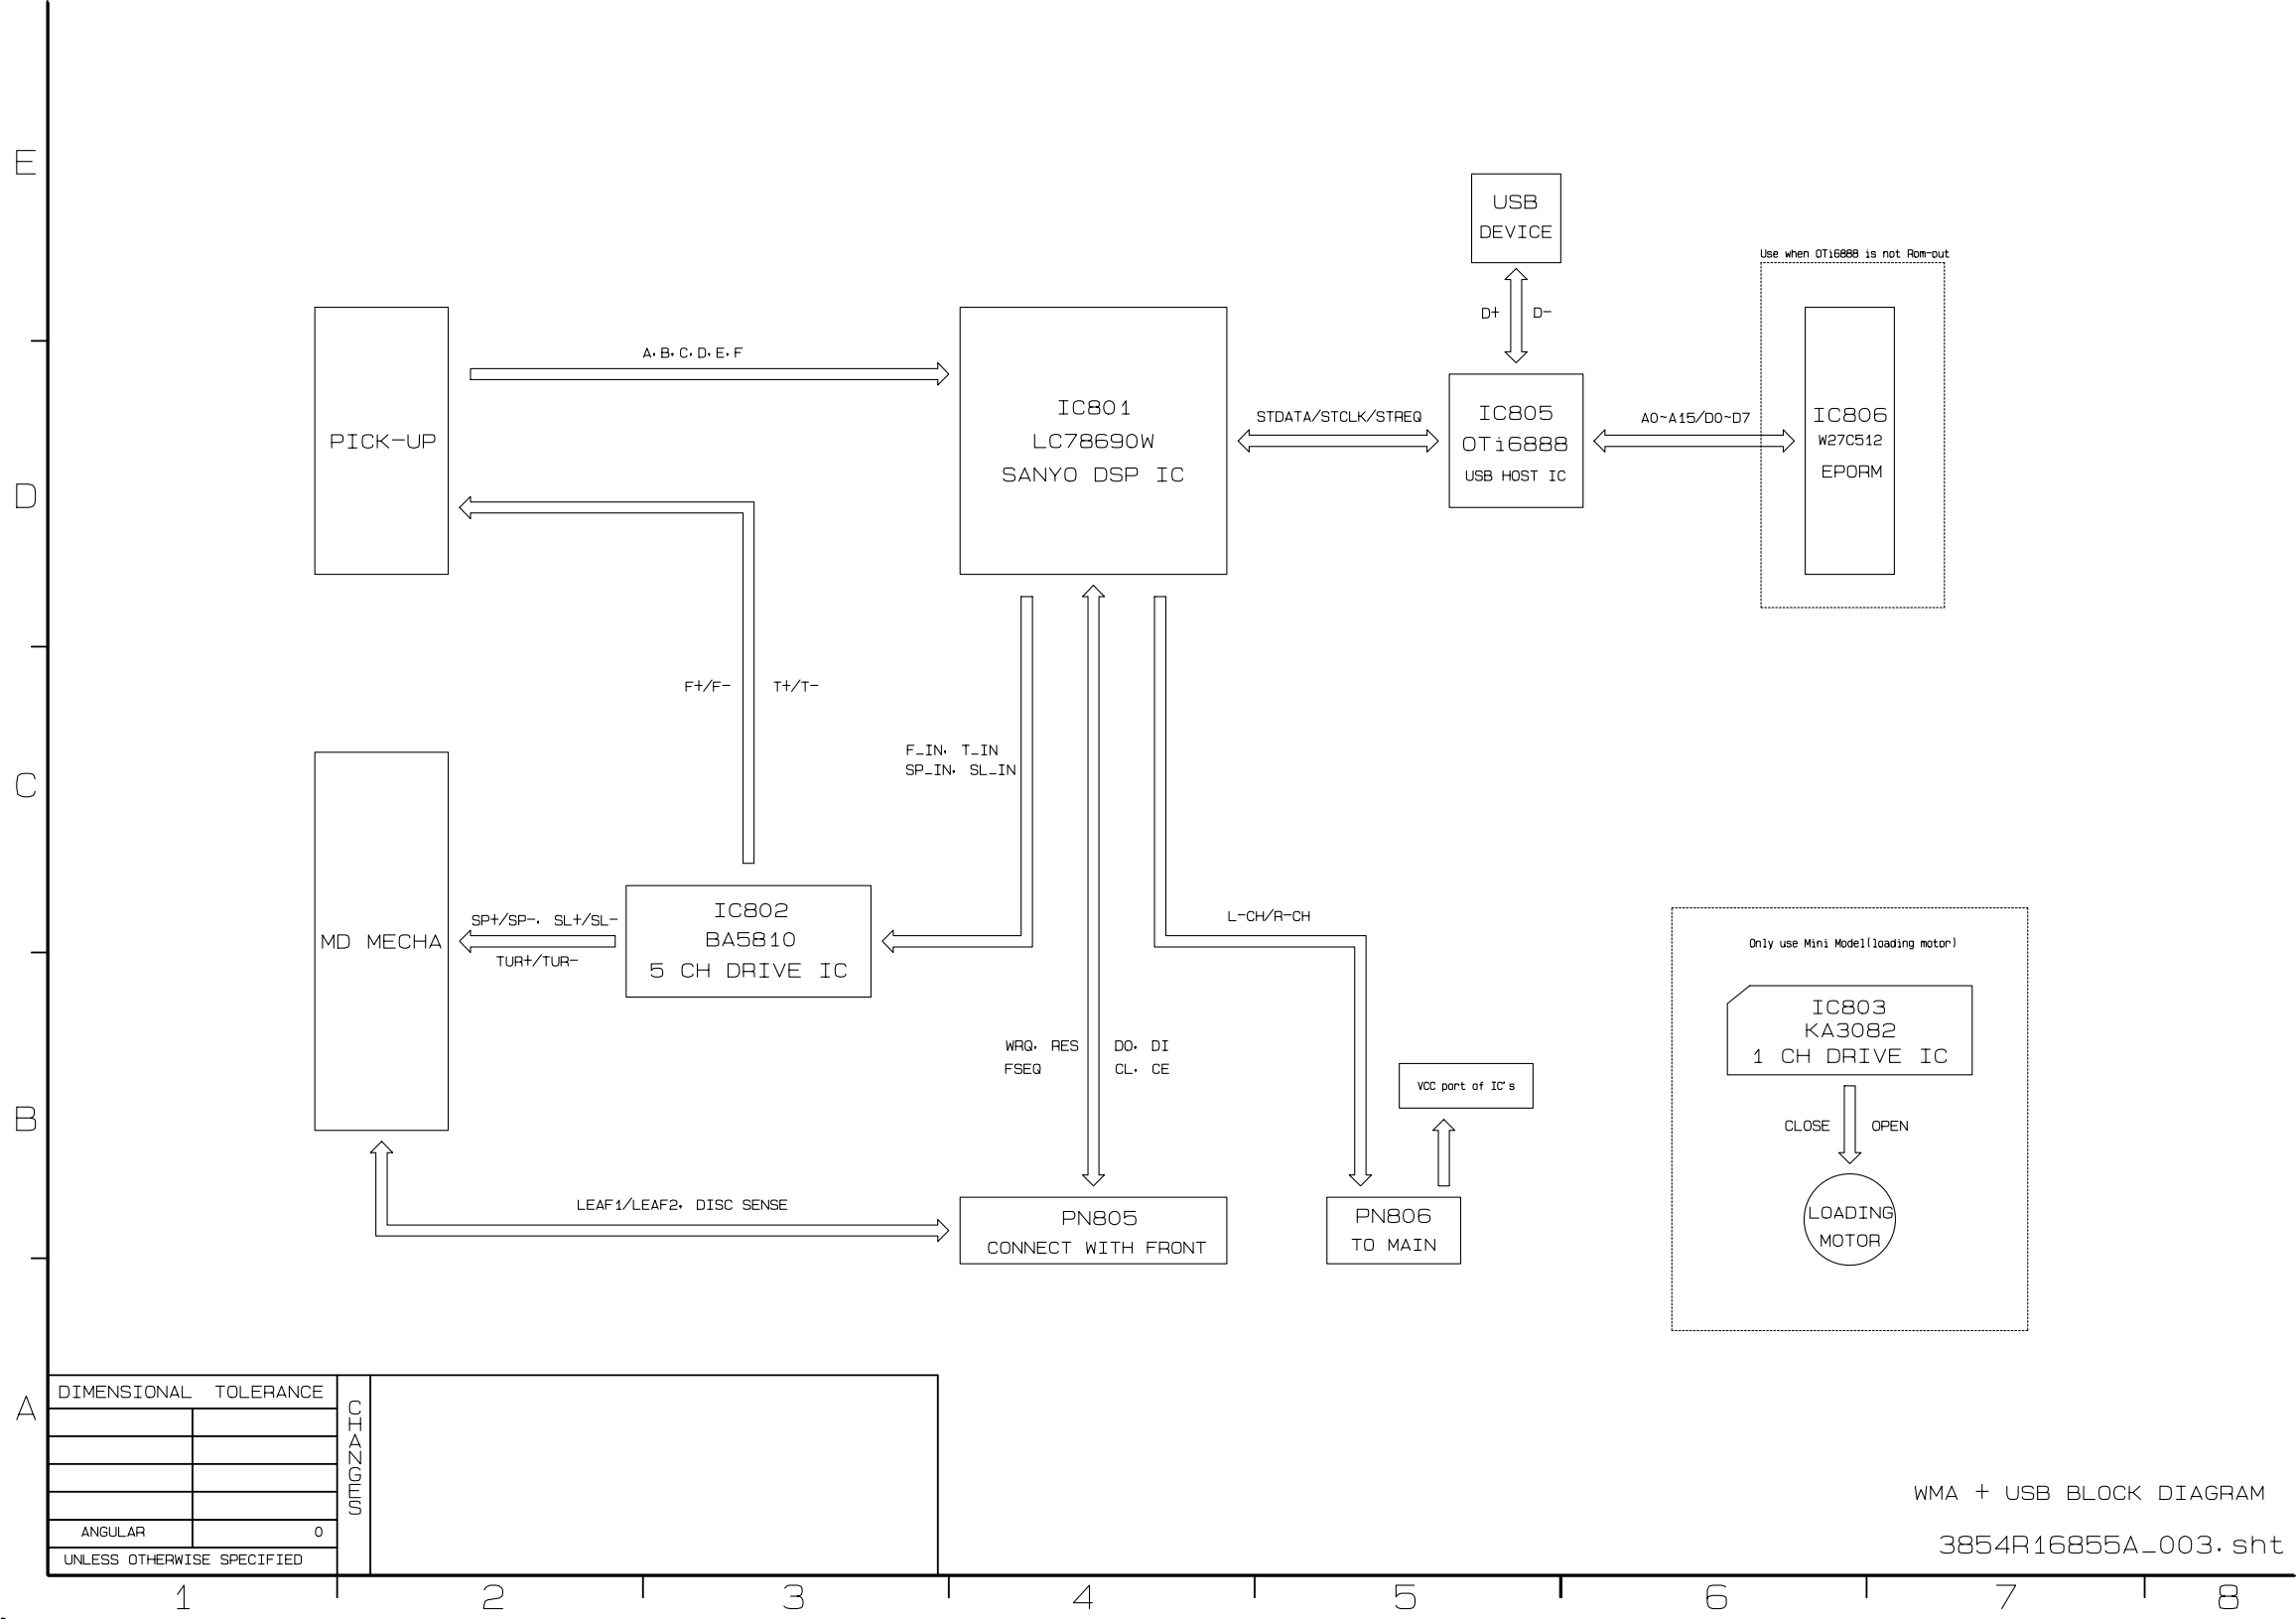 E
USB
DEVICE
Use when OTi6888 is not Rom-out
D+ D-
A, B, C, D, E, F
PICK-UP
IC801
LC78690W
SANYO DSP IC
STDATA/STCLK/STREQ
IC805
OTi6888
USB HOST IC
A0~A15/D0~D7
IC806
W27C512
EPORM
D
F+/F- T+/T-
F_IN, T_IN
SP_IN, SL_IN
C
MD MECHA
SP+/SP-, SL+/SL-
TUR+/TUR-
IC802
BA5810
5 CH DRIVE IC
L-CH/R-CH
Only use Mini Model(loading motor)
IC803
KA3082
1 CH DRIVE IC
WRQ, RES DO, DI
FSEQ CL, CE
VCC port of IC's
CLOSE OPEN
B
LEAF1/LEAF2, DISC SENSE
PN805
CONNECT WITH FRONT
PN806
TO MAIN
LOADING
MOTOR
A
DIMENSIONAL TOLERANCE
CHANGES
ANGULAR 0
UNLESS OTHERWISE SPECIFIED
WMA + USB BLOCK DIAGRAM
3854R16855A_003.sht
1 2 3 4 5 6 7 8